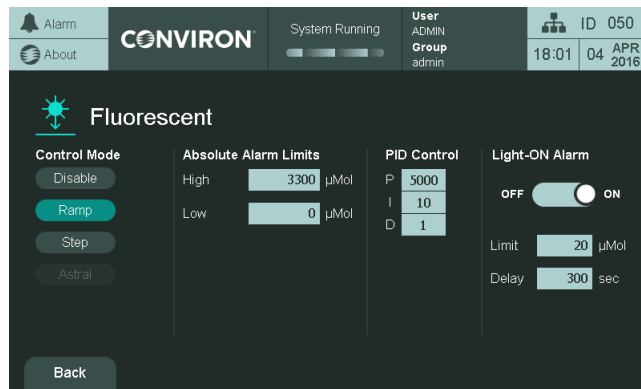 Alarm
About
CONVIRON
System Running
User
ADMIN
Group
admin
ID 050
18:01
04 APR 2016
Fluorescent
Control Mode
Disable
Ramp
Step
Astral
Absolute Alarm Limits
High 3300 µMol
Low 0 µMol
PID Control
P 5000
I 10
D 1
Light-ON Alarm
OFF ON
Limit 20 µMol
Delay 300 sec
Back